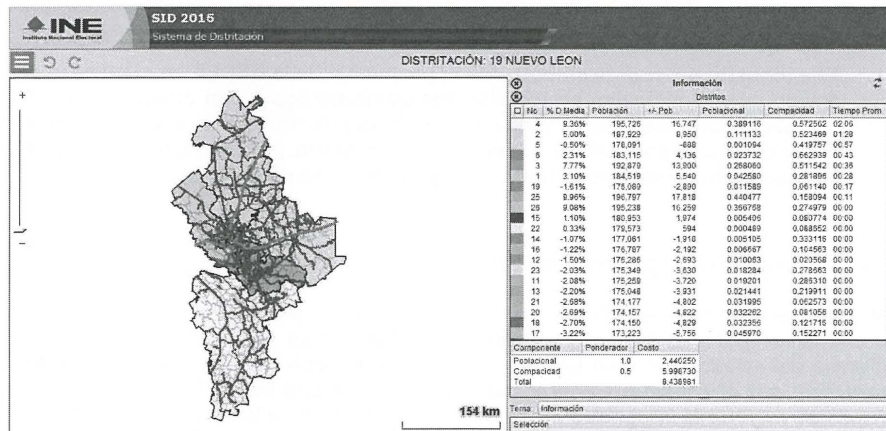 INE
Instituto Nacional Electoral
SID 2016
Sistema de Distritación
DISTRITACIÓN: 19 NUEVO LEON
Información
Distritos
No % D.Media Población +/- Pob Poblacional Compacidad Tiempo Prom
4 9.36% 195,726 16,747 0.389116 0.572562 02:06
2 5.00% 187,929 8,950 0.111133 0.523469 01:28
5 -0.50% 178,091 -888 0.001094 0.419757 00:57
6 2.31% 183,115 4,136 0.023732 0.662939 00:43
3 7.77% 192,879 13,900 0.268060 0.511542 00:36
1 3.10% 184,519 5,540 0.042580 0.281896 00:28
19 -1.61% 176,089 -2,890 0.011589 0.061140 00:17
25 9.96% 196,797 17,818 0.440477 0.158094 00:11
26 9.08% 195,238 16,259 0.366768 0.274979 00:00
15 1.10% 180,953 1,974 0.005406 0.080774 00:00
22 0.33% 179,573 594 0.000489 0.088552 00:00
14 -1.07% 177,061 -1,918 0.005105 0.333116 00:00
16 -1.22% 176,787 -2,192 0.006667 0.104563 00:00
12 -1.50% 176,286 -2,693 0.010063 0.020568 00:00
23 -2.03% 175,349 -3,630 0.018284 0.278663 00:00
11 -2.08% 175,259 -3,720 0.019201 0.286310 00:00
13 -2.20% 175,048 -3,931 0.021441 0.219911 00:00
21 -2.68% 174,177 -4,802 0.031995 0.062573 00:00
20 -2.69% 174,157 -4,822 0.032262 0.081056 00:00
18 -2.70% 174,150 -4,829 0.032356 0.121715 00:00
17 -3.22% 173,223 -5,756 0.045970 0.152271 00:00
Componente Ponderador Costo
Poblacional 1.0 2.440250
Compacidad 0.5 5.998730
Total 8.438981
154 km
Tema: Información
Selección